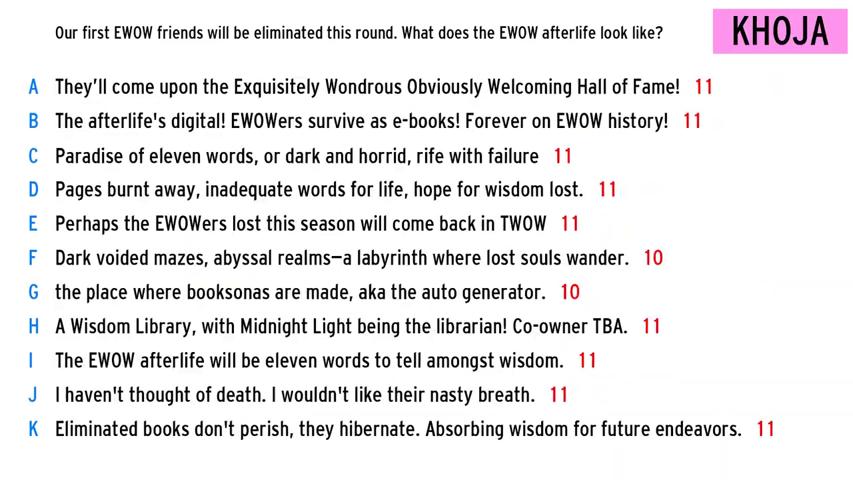 Our first EWOW friends will be eliminated this round. What does the EWOW afterlife look like?
KHOJA
A They'll come upon the Exquisitely Wondrous Obviously Welcoming Hall of Fame! 11
B The afterlife's digital! EWOWers survive as e-books! Forever on EWOW history! 11
C Paradise of eleven words, or dark and horrid, rife with failure 11
D Pages burnt away, inadequate words for life, hope for wisdom lost. 11
E Perhaps the EWOWers lost this season will come back in TWOW 11
F Dark voided mazes, abyssal realms—a labyrinth where lost souls wander. 10
G the place where booksonas are made, aka the auto generator. 10
H A Wisdom Library, with Midnight Light being the librarian! Co-owner TBA. 11
I The EWOW afterlife will be eleven words to tell amongst wisdom. 11
J I haven't thought of death. I wouldn't like their nasty breath. 11
K Eliminated books don't perish, they hibernate. Absorbing wisdom for future endeavors. 11